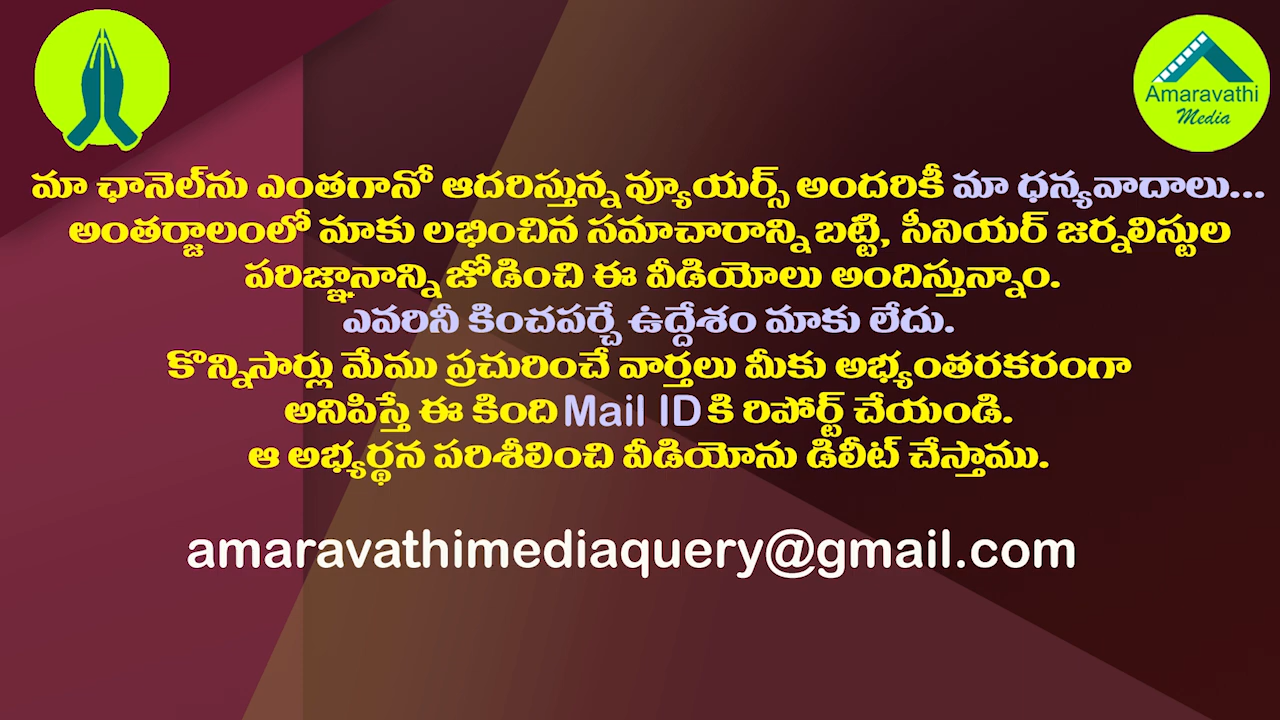 Amaravathi
Media
మా ఛానెల్‌ను ఎంతగానో ఆదరిస్తున్న వ్యూయర్స్ అందరికీ మా ధన్యవాదాలు...
అంతర్జాలంలో మాకు లభించిన సమాచారాన్ని బట్టి, సీనియర్ జర్నలిస్టుల
పరిజ్ఞానాన్ని జోడించి ఈ వీడియోలు అందిస్తున్నాం.
ఎవరినీ కించపర్చే ఉద్దేశం మాకు లేదు.
కొన్నిసార్లు మేము ప్రచురించే వార్తలు మీకు అభ్యంతరకరంగా
అనిపిస్తే ఈ కింది Mail ID కి రిపోర్ట్ చేయండి.
ఆ అభ్యర్థన పరిశీలించి వీడియోను డిలీట్ చేస్తాము.
amaravathimediaquery@gmail.com